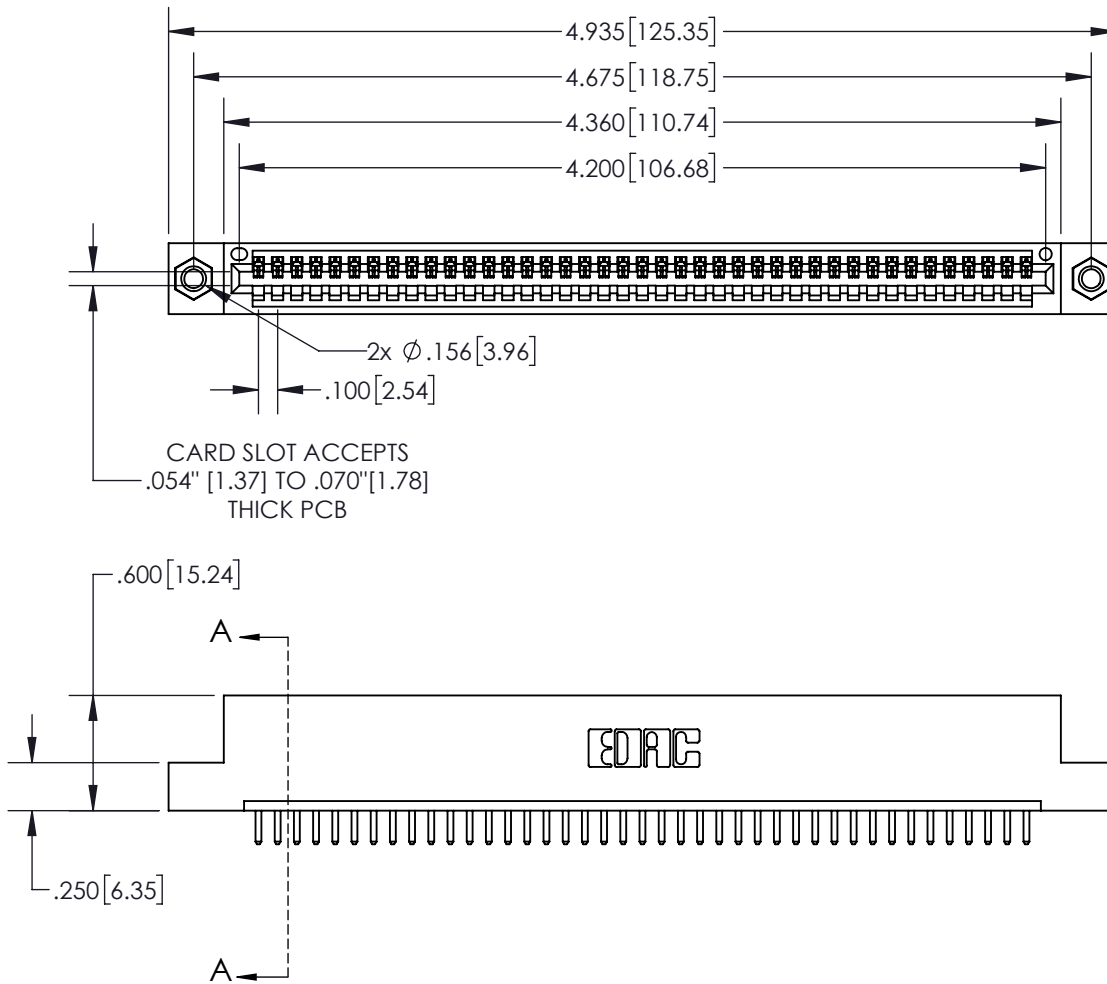 4.935[125.35]
4.675[118.75]
4.360[110.74]
4.200[106.68]
2x Ø.156[3.96]
.100[2.54]
CARD SLOT ACCEPTS
.054" [1.37] TO .070"[1.78]
THICK PCB
.600[15.24]
A
EDAC
.250[6.35]
A